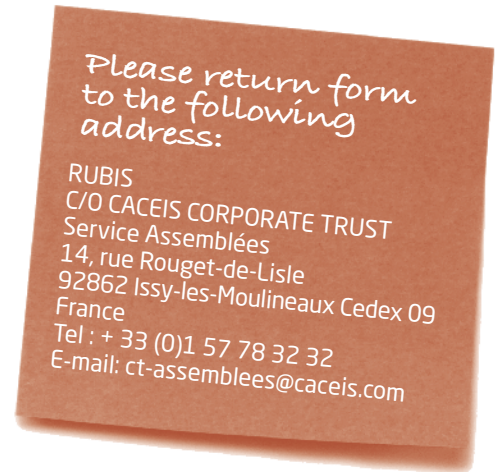 Please return form
to the following
address:
RUBIS
C/O CACEIS CORPORATE TRUST
Service Assemblées
14, rue Rouget-de-Lisle
92862 Issy-les-Moulineaux Cedex 09
France
Tel : + 33 (0)1 57 78 32 32
E-mail: ct-assemblees@caceis.com